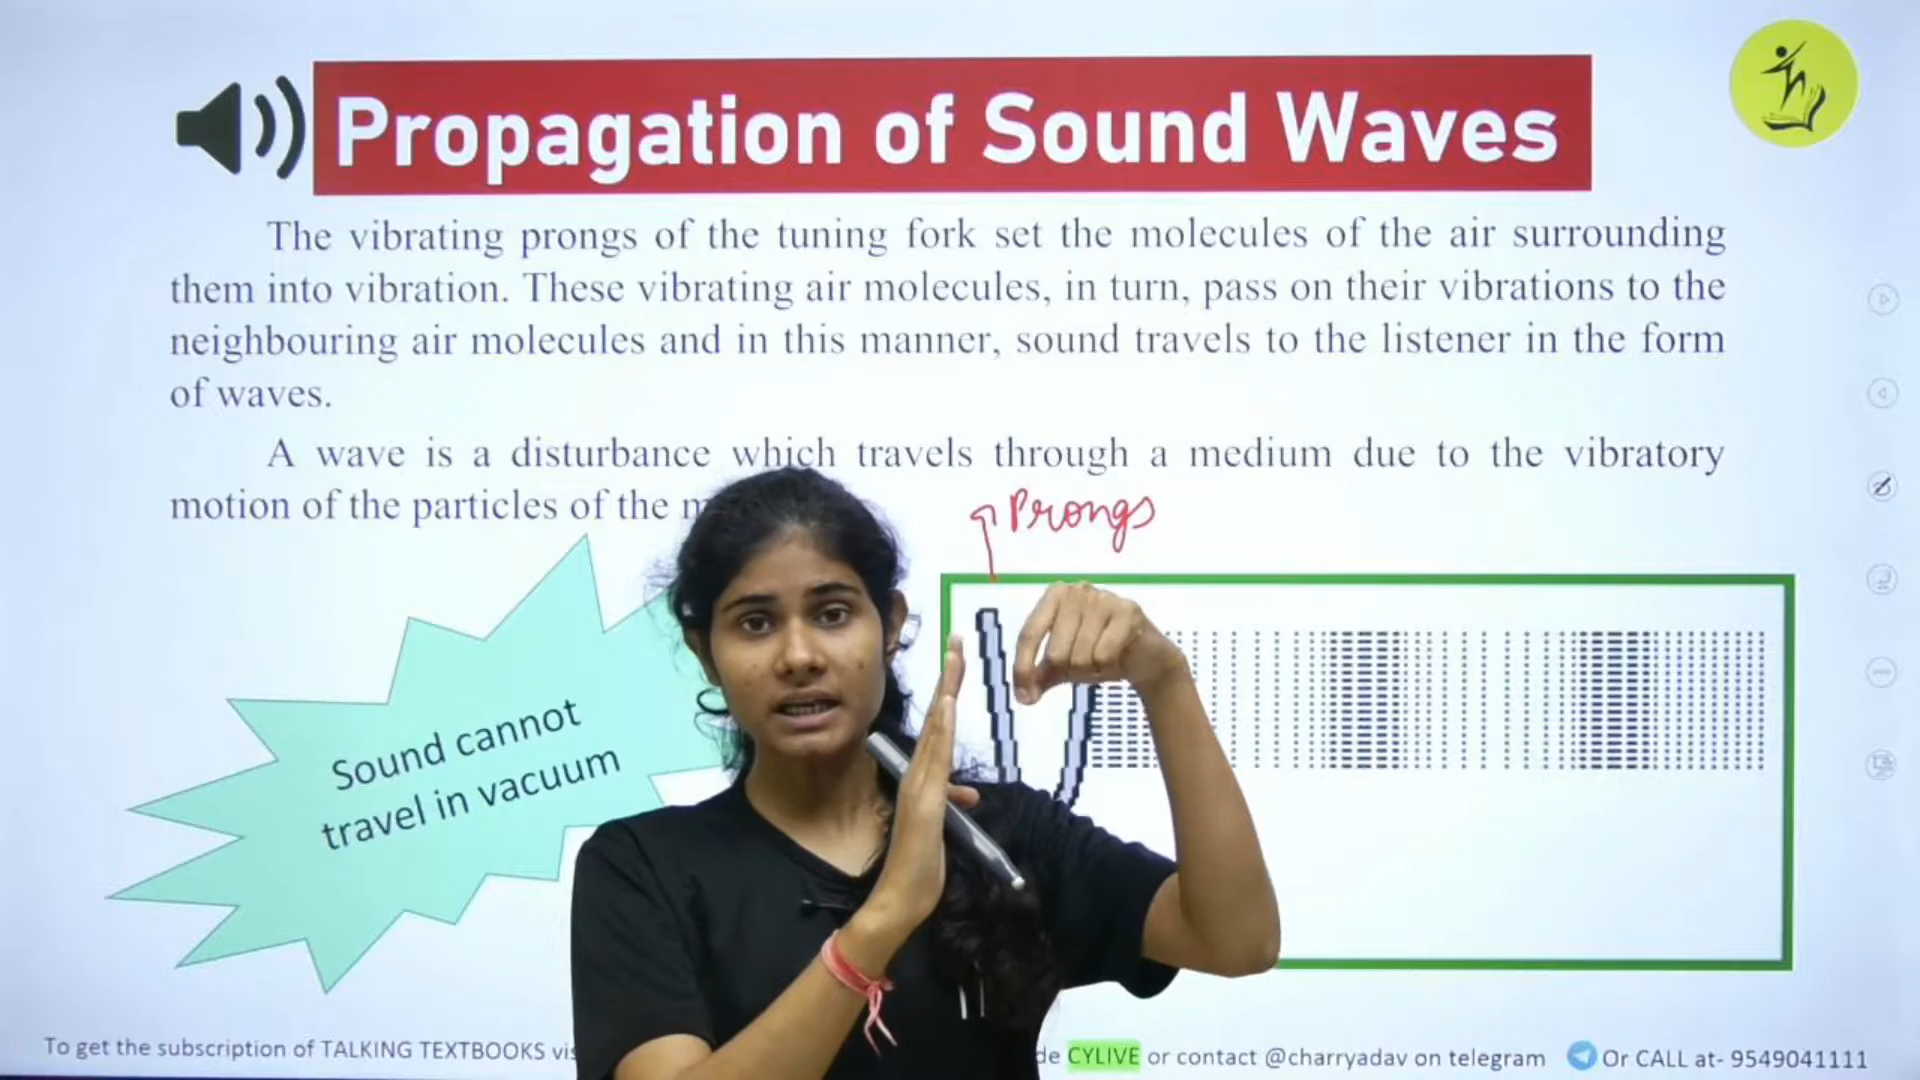 Propagation of Sound Waves
The vibrating prongs of the tuning fork set the molecules of the air surrounding
them into vibration. These vibrating air molecules, in turn, pass on their vibrations to the
neighbouring air molecules and in this manner, sound travels to the listener in the form
of waves.
A wave is a disturbance which travels through a medium due to the vibratory
motion of the particles of the
Prongs
Sound cannot
travel in vacuum
To get the subscription of TALKING TEXTBOOKS
CYLIVE or contact @charryadav on telegram Or CALL at- 9549041111